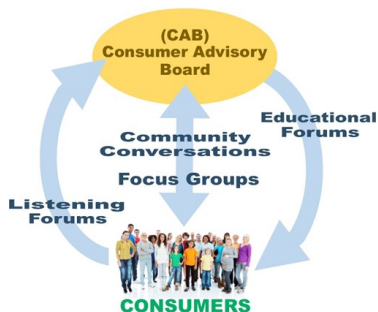 (CAB)
Consumer Advisory
Board
Educational
Forums
Community
Conversations
Focus Groups
Listening
Forums
CONSUMERS